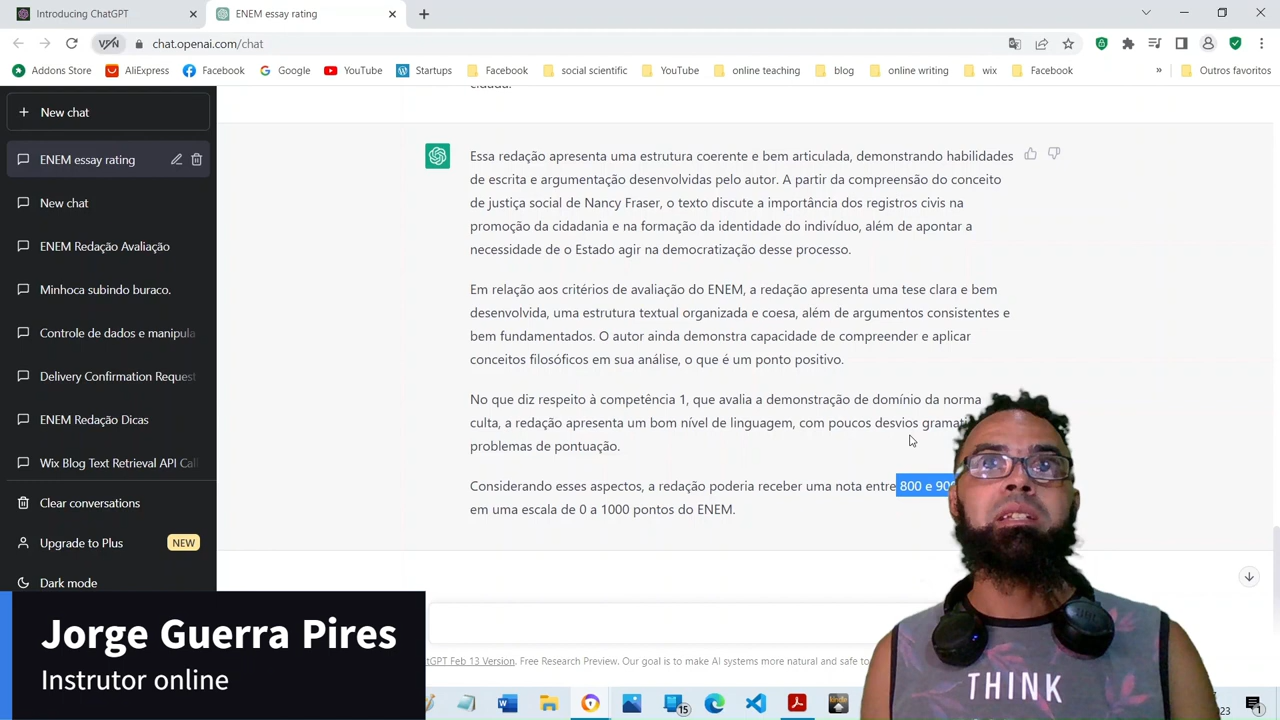 Introducing ChatGPT
ENEM essay rating
VPN
chat.openai.com/chat
Addons Store
AliExpress
Facebook
Google
YouTube
Startups
Facebook
social scientific
YouTube
online teaching
blog
online writing
wix
Facebook
»
Outros favoritos
New chat
ENEM essay rating
New chat
ENEM Redação Avaliação
Minhoca subindo buraco.
Controle de dados e manipula
Delivery Confirmation Request
ENEM Redação Dicas
Wix Blog Text Retrieval API Cal
Clear conversations
Upgrade to Plus
NEW
Dark mode
cidadã.
Essa redação apresenta uma estrutura coerente e bem articulada, demonstrando habilidades
de escrita e argumentação desenvolvidas pelo autor. A partir da compreensão do conceito
de justiça social de Nancy Fraser, o texto discute a importância dos registros civis na
promoção da cidadania e na formação da identidade do indivíduo, além de apontar a
necessidade de o Estado agir na democratização desse processo.
Em relação aos critérios de avaliação do ENEM, a redação apresenta uma tese clara e bem
desenvolvida, uma estrutura textual organizada e coesa, além de argumentos consistentes e
bem fundamentados. O autor ainda demonstra capacidade de compreender e aplicar
conceitos filosóficos em sua análise, o que é um ponto positivo.
No que diz respeito à competência 1, que avalia a demonstração de domínio da norma
culta, a redação apresenta um bom nível de linguagem, com poucos desvios gramati
problemas de pontuação.
Considerando esses aspectos, a redação poderia receber uma nota entre 800 e 900
em uma escala de 0 a 1000 pontos do ENEM.
Jorge Guerra Pires
Instrutor online
tGPT Feb 13 Version. Free Research Preview. Our goal is to make AI systems more natural and safe to
THINK
15
kindle
23
1